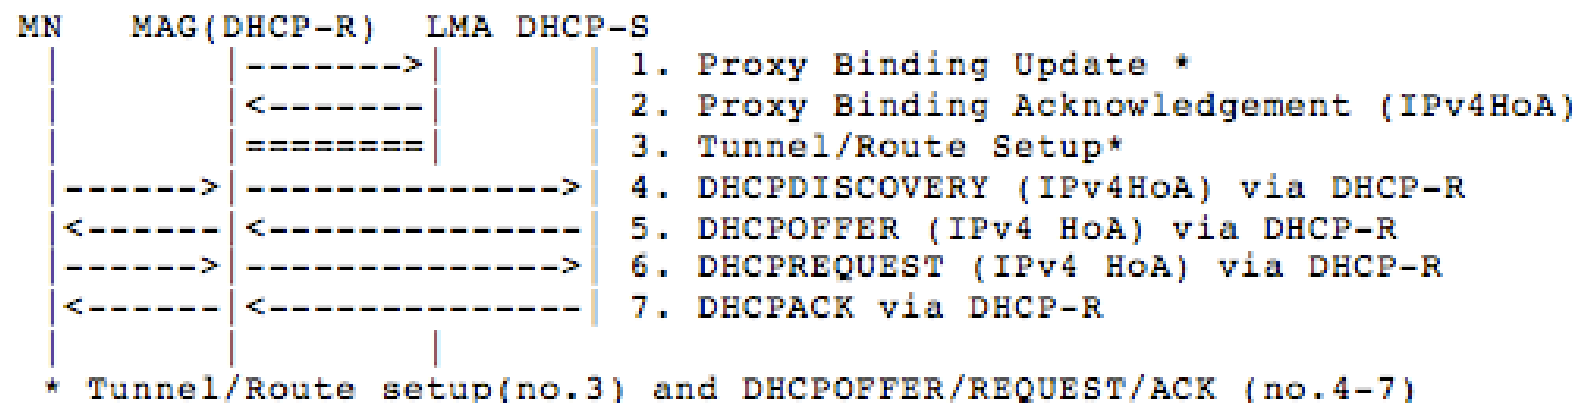 MN   MAG(DHCP-R)  LMA DHCP-S
|       |------->|      | 1. Proxy Binding Update *
|       |<-------|      | 2. Proxy Binding Acknowledgement (IPv4HoA)
|       |========|      | 3. Tunnel/Route Setup*
|------>|-------------->| 4. DHCPDISCOVERY (IPv4HoA) via DHCP-R
|<------|<--------------| 5. DHCPOFFER (IPv4 HoA) via DHCP-R
|------>|-------------->| 6. DHCPREQUEST (IPv4 HoA) via DHCP-R
|<------|<--------------| 7. DHCPACK via DHCP-R
|       |        |
* Tunnel/Route setup(no.3) and DHCPOFFER/REQUEST/ACK (no.4-7)